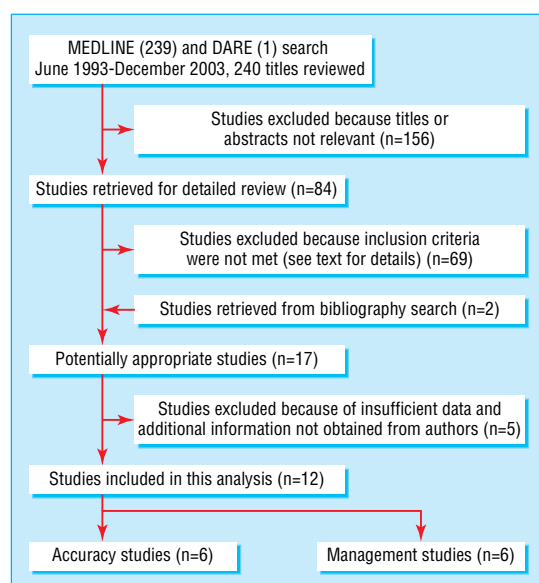 MEDLINE (239) and DARE (1) search
June 1993-December 2003, 240 titles reviewed
Studies excluded because titles or
abstracts not relevant (n=156)
Studies retrieved for detailed review (n=84)
Studies excluded because inclusion criteria
were not met (see text for details) (n=69)
Studies retrieved from bibliography search (n=2)
Potentially appropriate studies (n=17)
Studies excluded because of insufficient data and
additional information not obtained from authors (n=5)
Studies included in this analysis (n=12)
Accuracy studies (n=6)
Management studies (n=6)